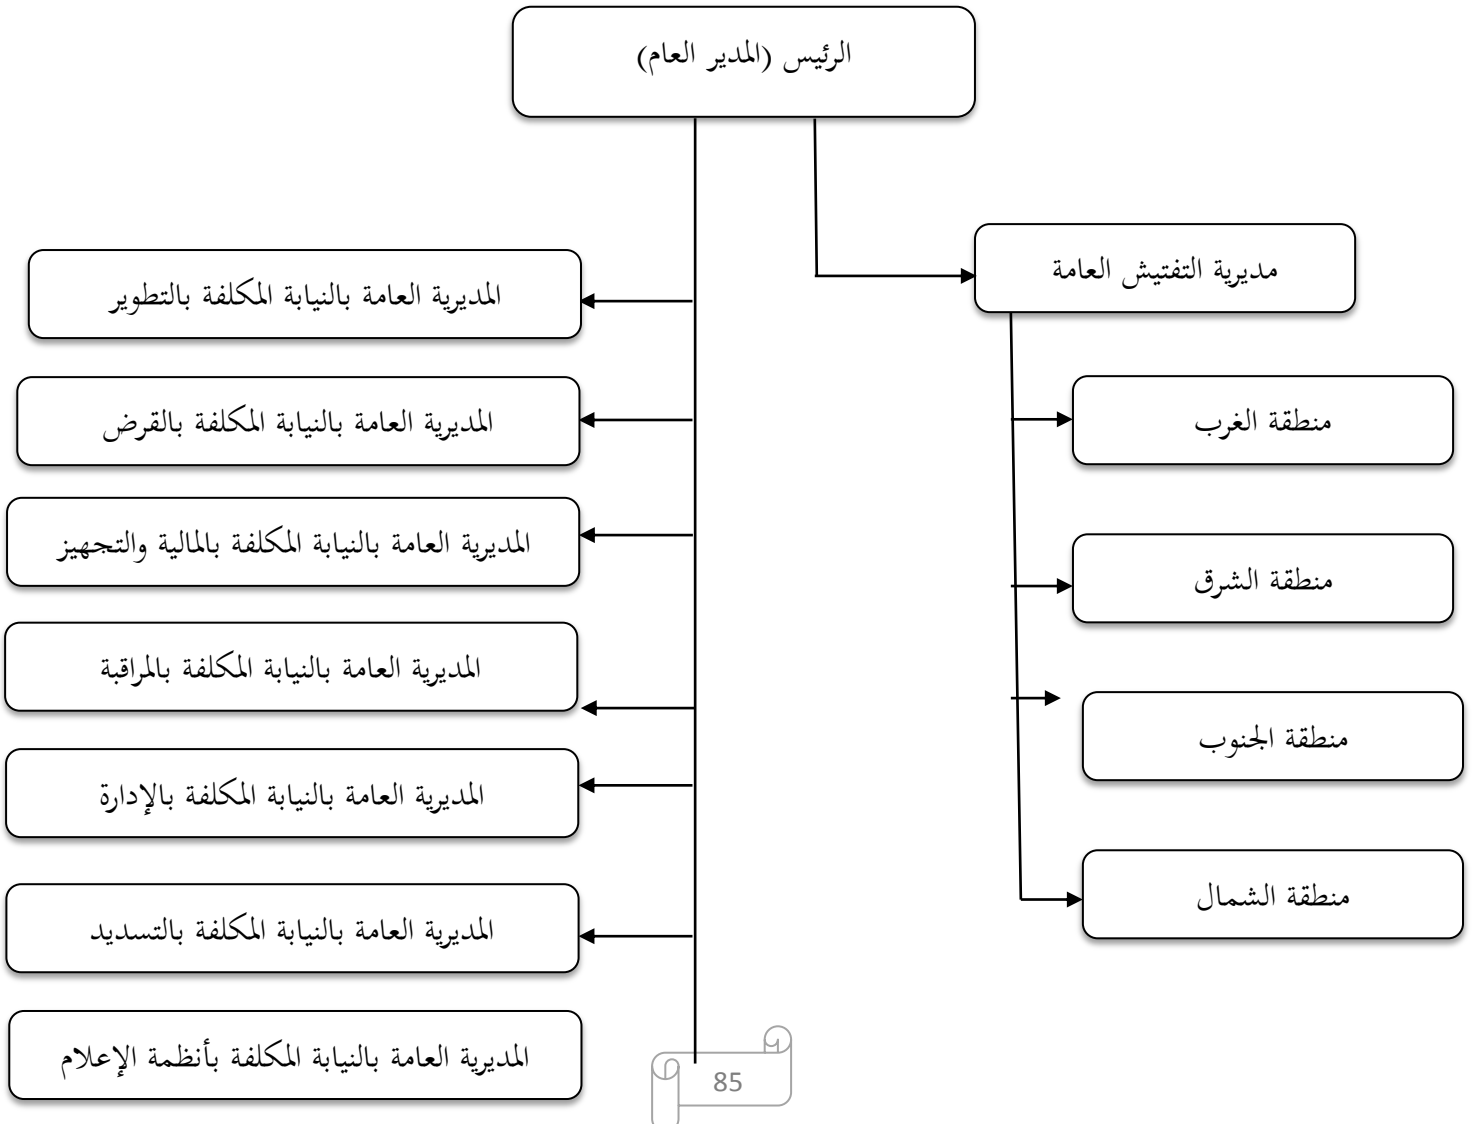 الرئيس (المدير العام)
مديرية التفتيش العامة
منطقة الغرب
منطقة الشرق
منطقة الجنوب
منطقة الشمال
المديرية العامة بالنيابة المكلفة بالتطوير
المديرية العامة بالنيابة المكلفة بالقرض
المديرية العامة بالنيابة المكلفة بالمالية والتجهيز
المديرية العامة بالنيابة المكلفة بالمراقبة
المديرية العامة بالنيابة المكلفة بالإدارة
المديرية العامة بالنيابة المكلفة بالتسديد
المديرية العامة بالنيابة المكلفة بأنظمة الإعلام
85